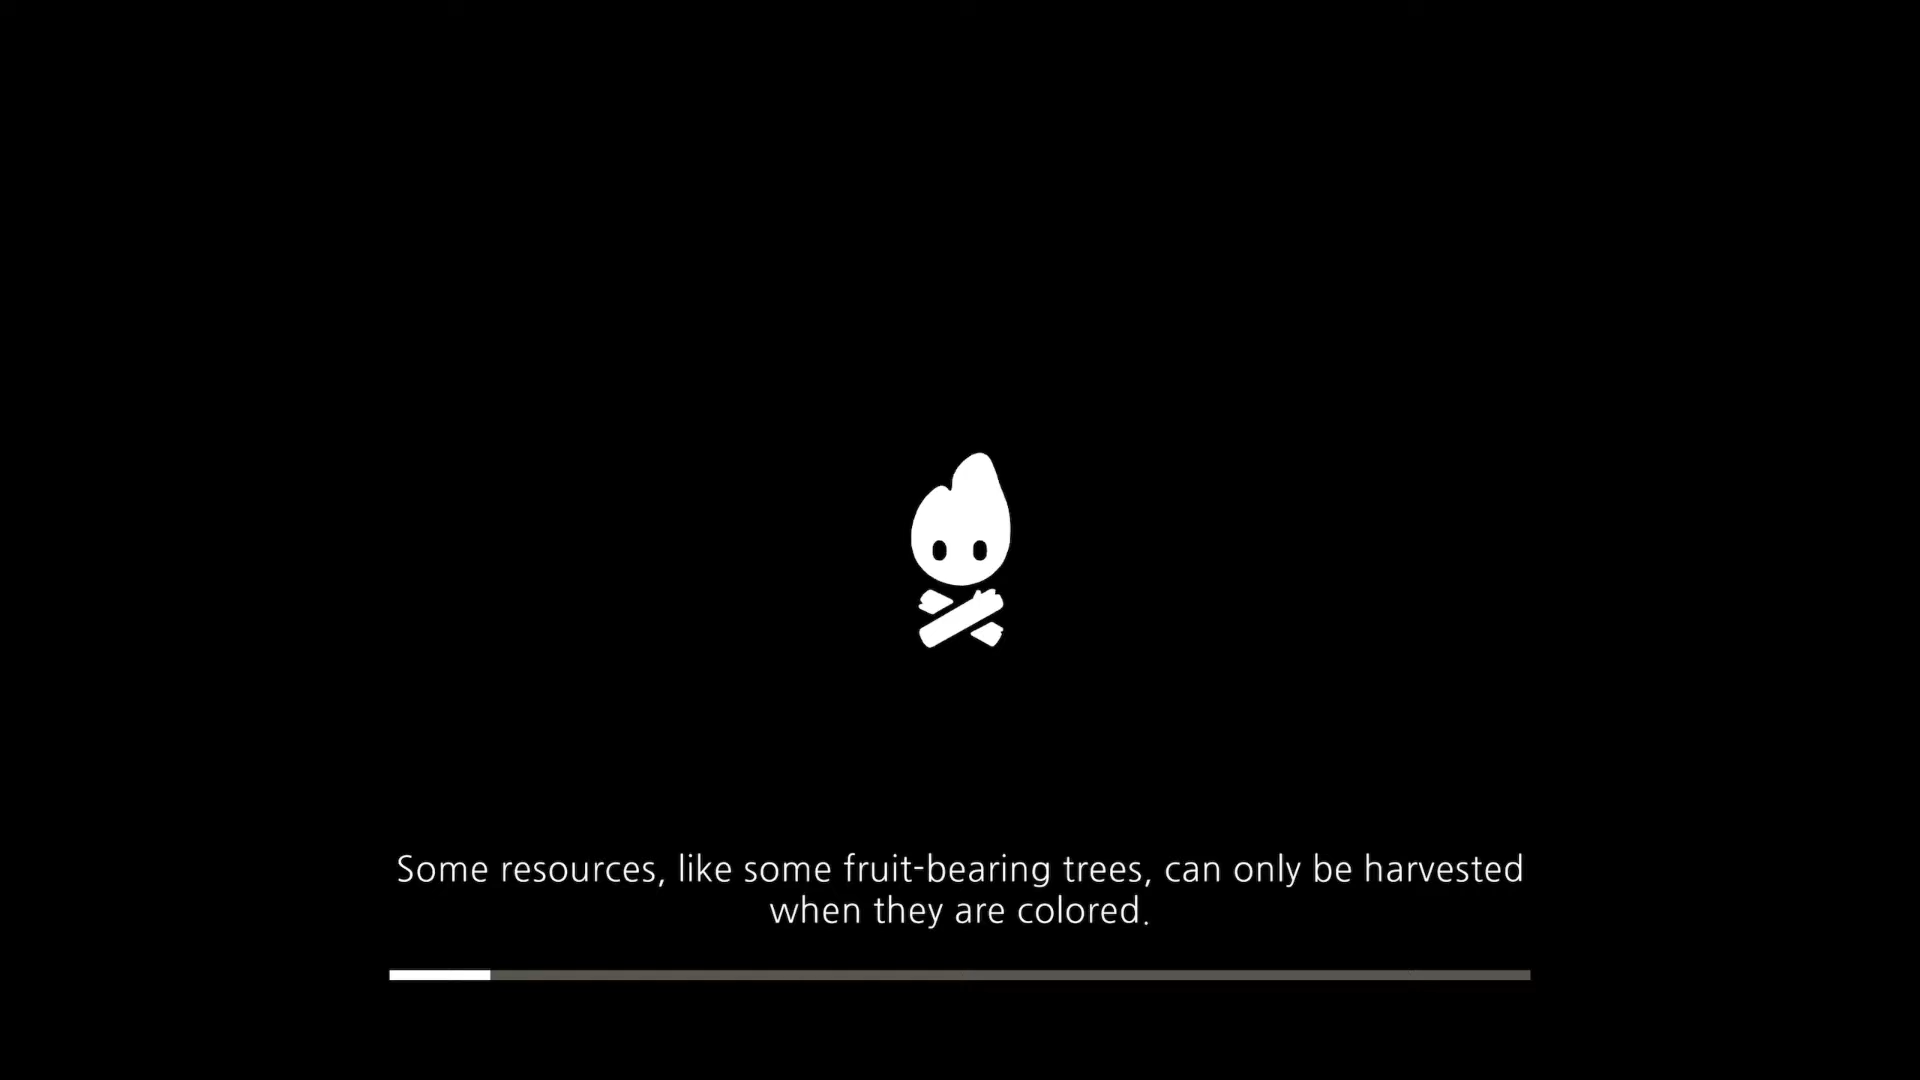 Some resources, like some fruit-bearing trees, can only be harvested
when they are colored.